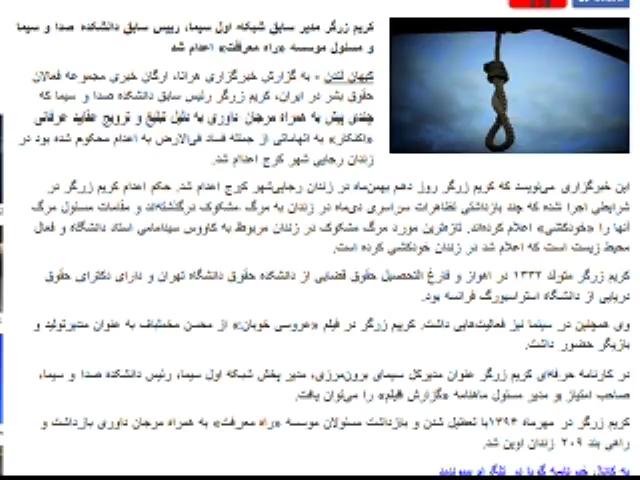 کریم زرگر مدیر سابق شبکه اول سیما، رییس سابق دانشکده صدا و سیما
و مسئول موسسه «راه معرفت» اعدام شد
کیهان لندن - به گزارش خبرگزاری هرانا، ارگان خبری مجموعه فعالان
حقوق بشر در ایران، کریم زرگر رئیس سابق دانشکده صدا و سیما که
چندی پیش به همراه مرجان داوری به دلیل تبلیغ و ترویج عقاید عرفانی
«اکنکار» به اتهاماتی از جمله فساد فی‌الارض به اعدام محکوم شده بود در
زندان رجایی شهر کرج اعدام شد.
این خبرگزاری می‌نویسد که کریم زرگر روز دهم بهمن‌ماه در زندان رجایی‌شهر کرج اعدام شد. حکم اعدام کریم زرگر در
شرایطی اجرا شده که چند بازداشتی تظاهرات سراسری دی‌ماه در زندان به مرگ مشکوک درگذشته‌اند و مقامات مسئول مرگ
آنها را «خودکشی» اعلام کرده‌اند. تازه‌ترین مورد مرگ مشکوک در زندان مربوط به کاووس سیدامامی استاد دانشگاه و فعال
محیط زیست است که اعلام شد در زندان خودکشی کرده است.
کریم زرگر متولد ۱۳۳۲ در اهواز و فارغ التحصیل حقوق قضایی از دانشکده حقوق دانشگاه تهران و دارای دکترای حقوق
دریایی از دانشگاه استراسبورگ فرانسه بود.
وی همچنین در سینما نیز فعالیت‌هایی داشت. کریم زرگر در فیلم «عروسی خوبان» از محسن مخملباف به عنوان مدیرتولید و
بازیگر حضور داشت.
در کارنامه حرفه‌ای کریم زرگر عنوان مدیرکل سیمای برون‌مرزی، مدیر پخش شبکه اول سیما، رئیس دانشکده صدا و سیما،
صاحب امتیاز و مدیر مسئول ماهنامه «گزارش فیلم» را می‌توان یافت.
کریم زرگر در مهرماه ۱۳۹۴با تعطیل شدن و بازداشت مسئولان موسسه «راه معرفت» به همراه مرجان داوری بازداشت و
راهی بند ۲۰۹ زندان اوین شد.
به کانال خبرنامه گویا در تلگرام بپیوندید